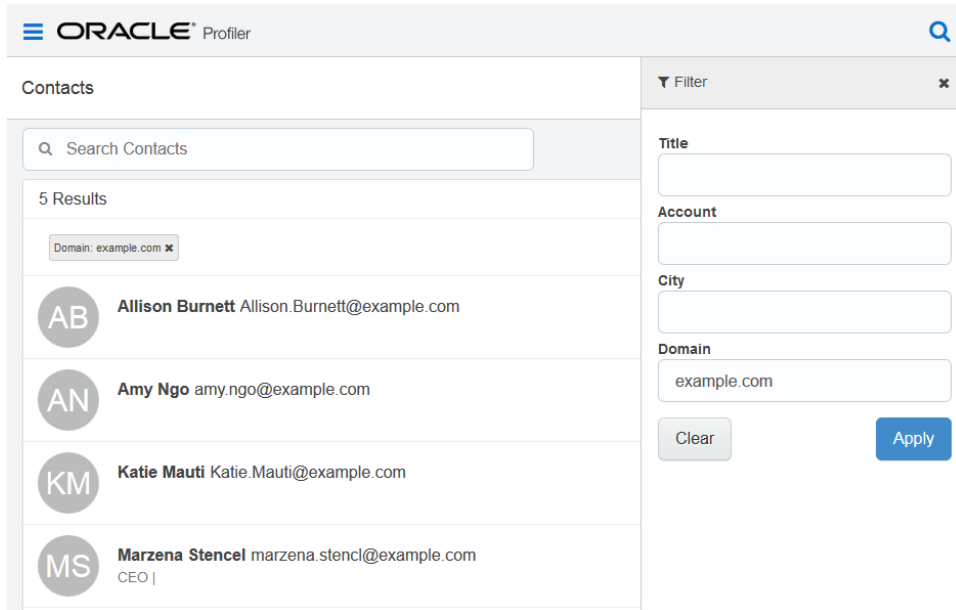 ORACLE Profiler
Contacts
Search Contacts
5 Results
Domain: example.com ✖
AB
Allison Burnett Allison.Burnett@example.com
AN
Amy Ngo amy.ngo@example.com
KM
Katie Mauti Katie.Mauti@example.com
MS
Marzena Stencel marzena.stencl@example.com
CEO |
Filter ✖
Title
Account
City
Domain
example.com
Clear
Apply